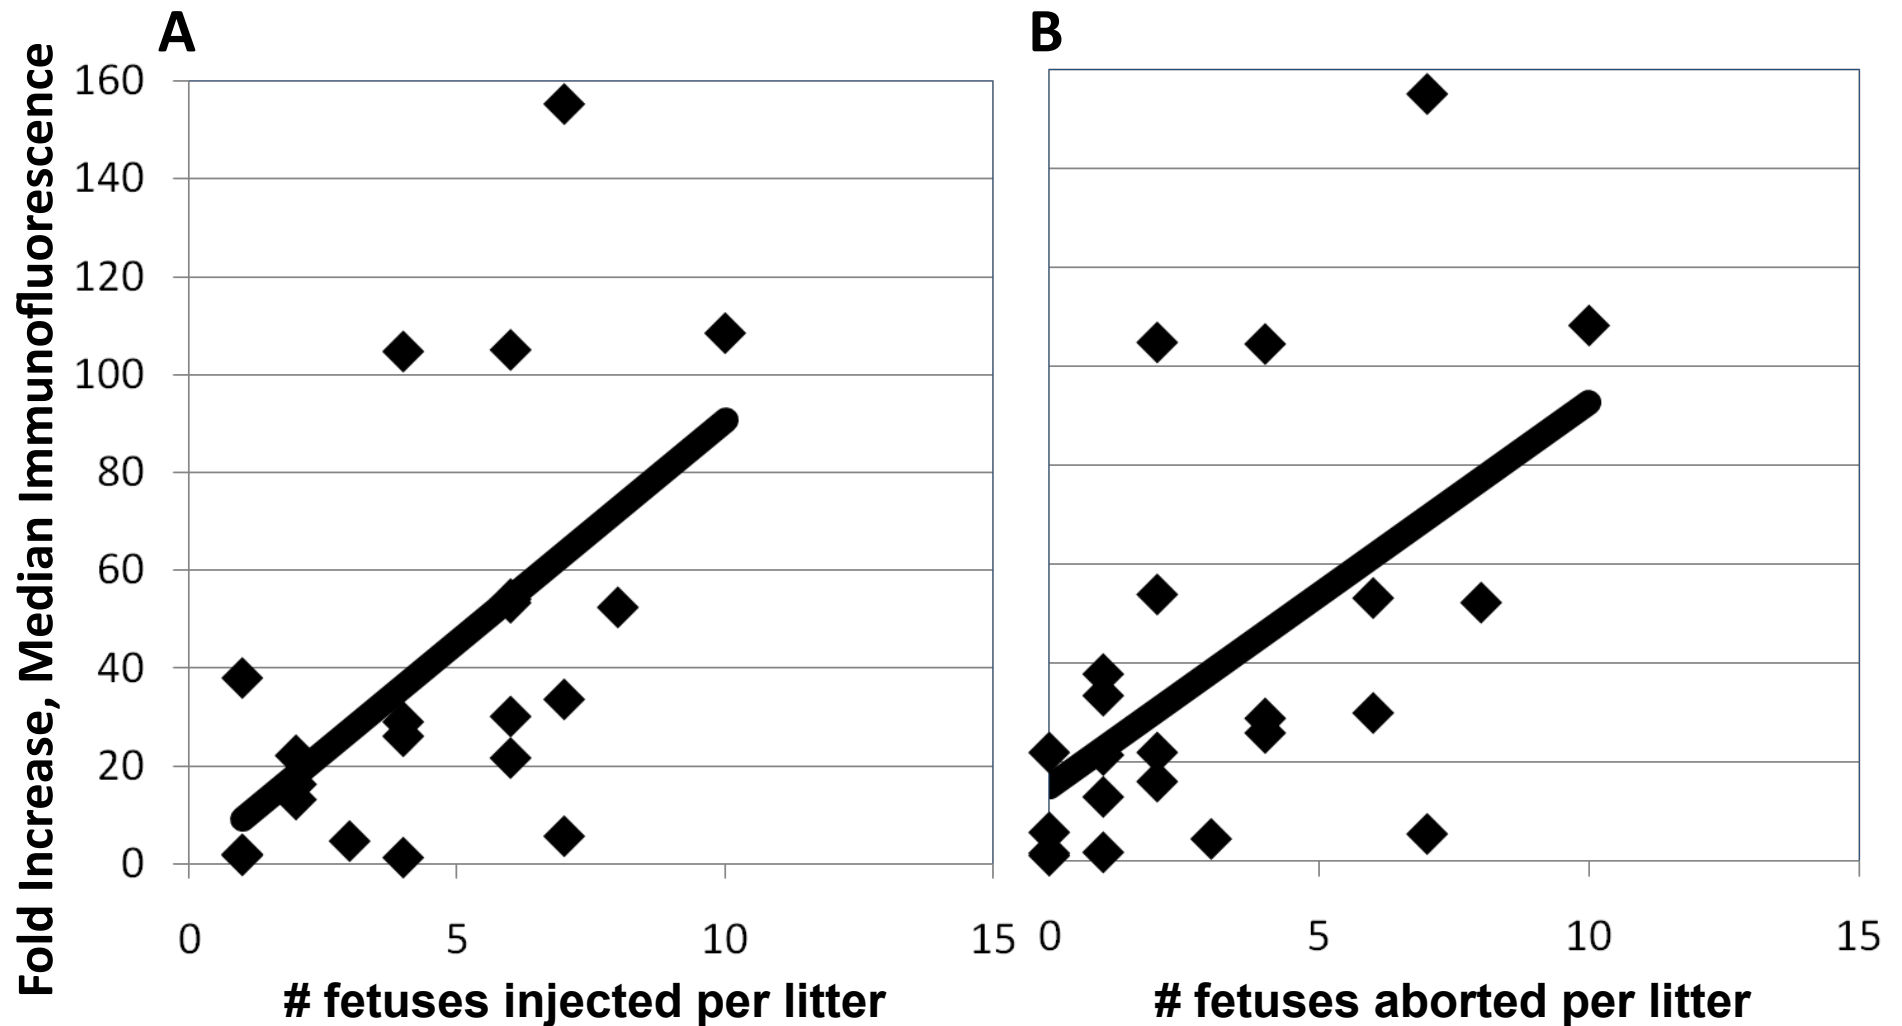 A
B
Fold Increase, Median Immunofluorescence
160
140
120
100
80
60
40
20
0
0 5 10 15
0 5 10 15
# fetuses injected per litter
# fetuses aborted per litter